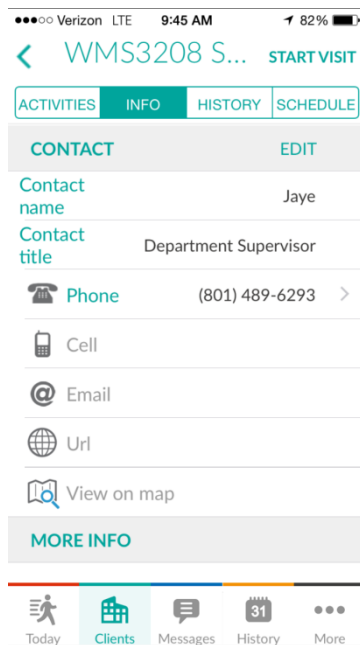 Verizon LTE 9:45 AM 82%
WMS3208 S... START VISIT
ACTIVITIES INFO HISTORY SCHEDULE
CONTACT EDIT
Contact name Jaye
Contact title Department Supervisor
Phone (801) 489-6293
Cell
@ Email
Url
View on map
MORE INFO
31
Today Clients Messages History More